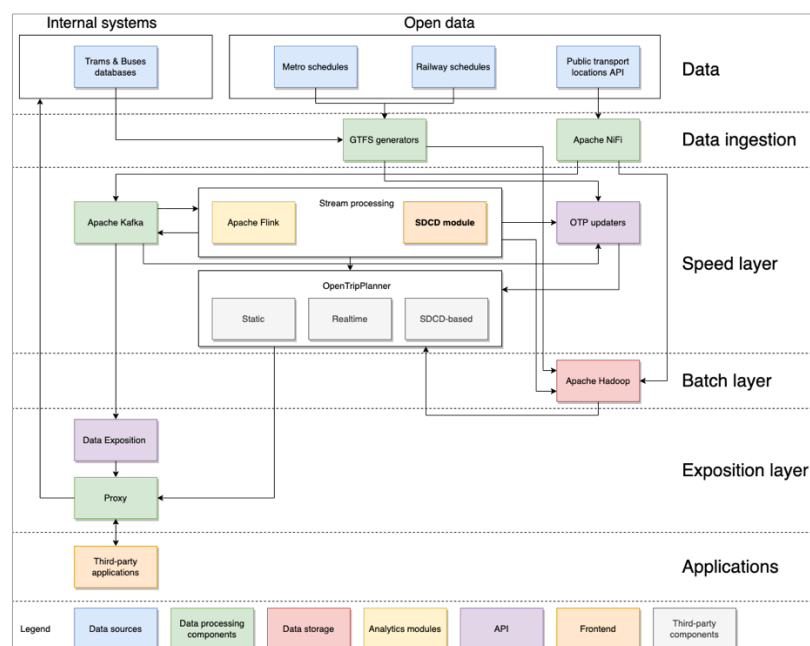 Internal systems
Open data
Trams & Buses
databases
Metro schedules
Railway schedules
Public transport
locations API
Data
GTFS generators
Apache NiFi
Data ingestion
Stream processing
Apache Kafka
Apache Flink
SDCD module
OTP updaters
Speed layer
OpenTripPlanner
Static
Realtime
SDCD-based
Apache Hadoop
Batch layer
Data Exposition
Exposition layer
Proxy
Third-party
applications
Applications
Legend
Data sources
Data processing
components
Data storage
Analytics modules
API
Frontend
Third-party
components